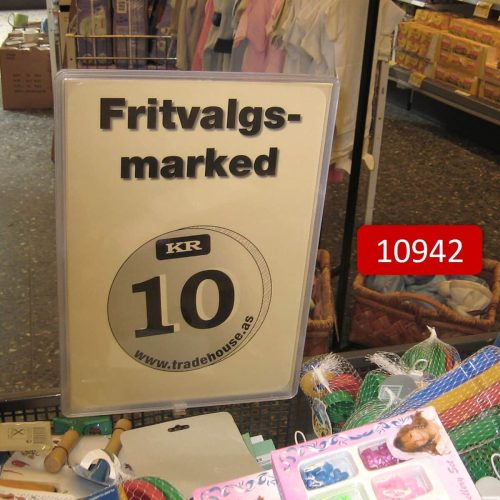 Fritvalgs-
marked
KR
10
www.tradehouse.as
10942